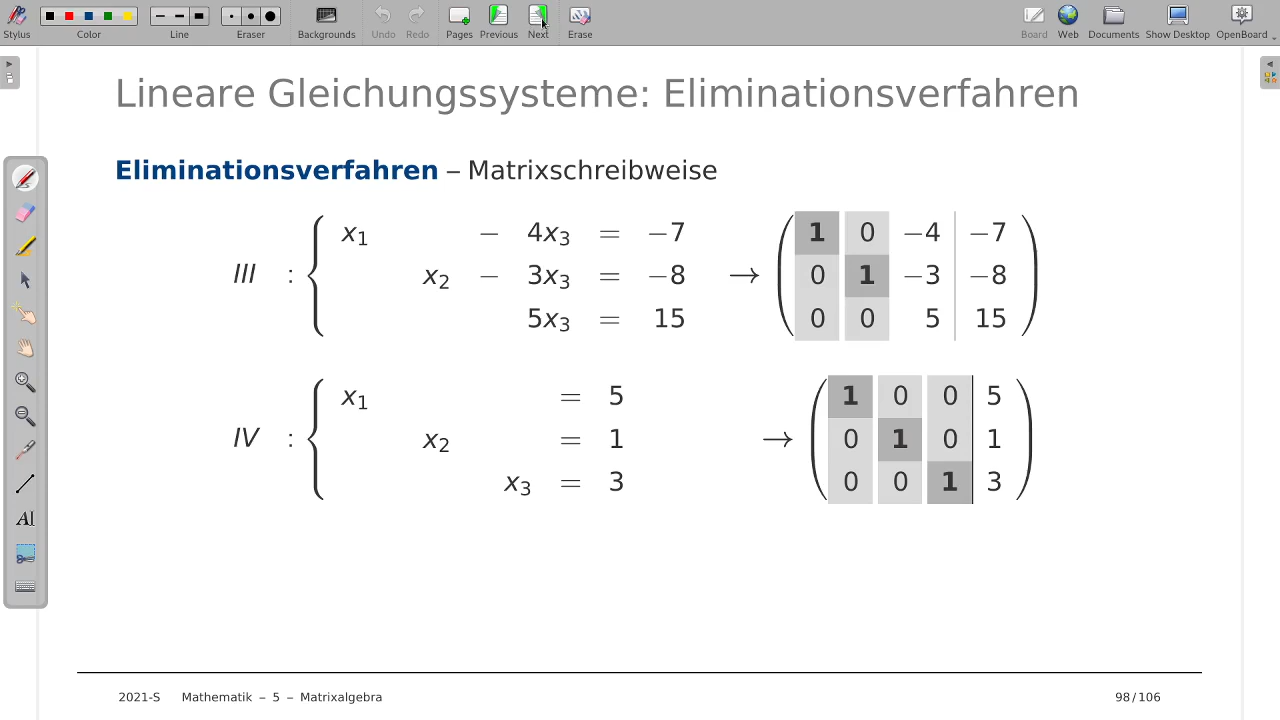 Stylus Color Line Eraser Backgrounds Undo Redo Pages Previous Next Erase Board Web Documents Show Desktop OpenBoard
Lineare Gleichungssysteme: Eliminationsverfahren
Eliminationsverfahren – Matrixschreibweise
III : { x₁ − 4x₃ = −7 → ( 1 0 −4 | −7 )
x₂ − 3x₃ = −8 ( 0 1 −3 | −8 )
5x₃ = 15 ( 0 0 5 | 15 )
IV : { x₁ = 5 → ( 1 0 0 | 5 )
x₂ = 1 ( 0 1 0 | 1 )
x₃ = 3 ( 0 0 1 | 3 )
AI
2021-S Mathematik – 5 – Matrixalgebra 98/106